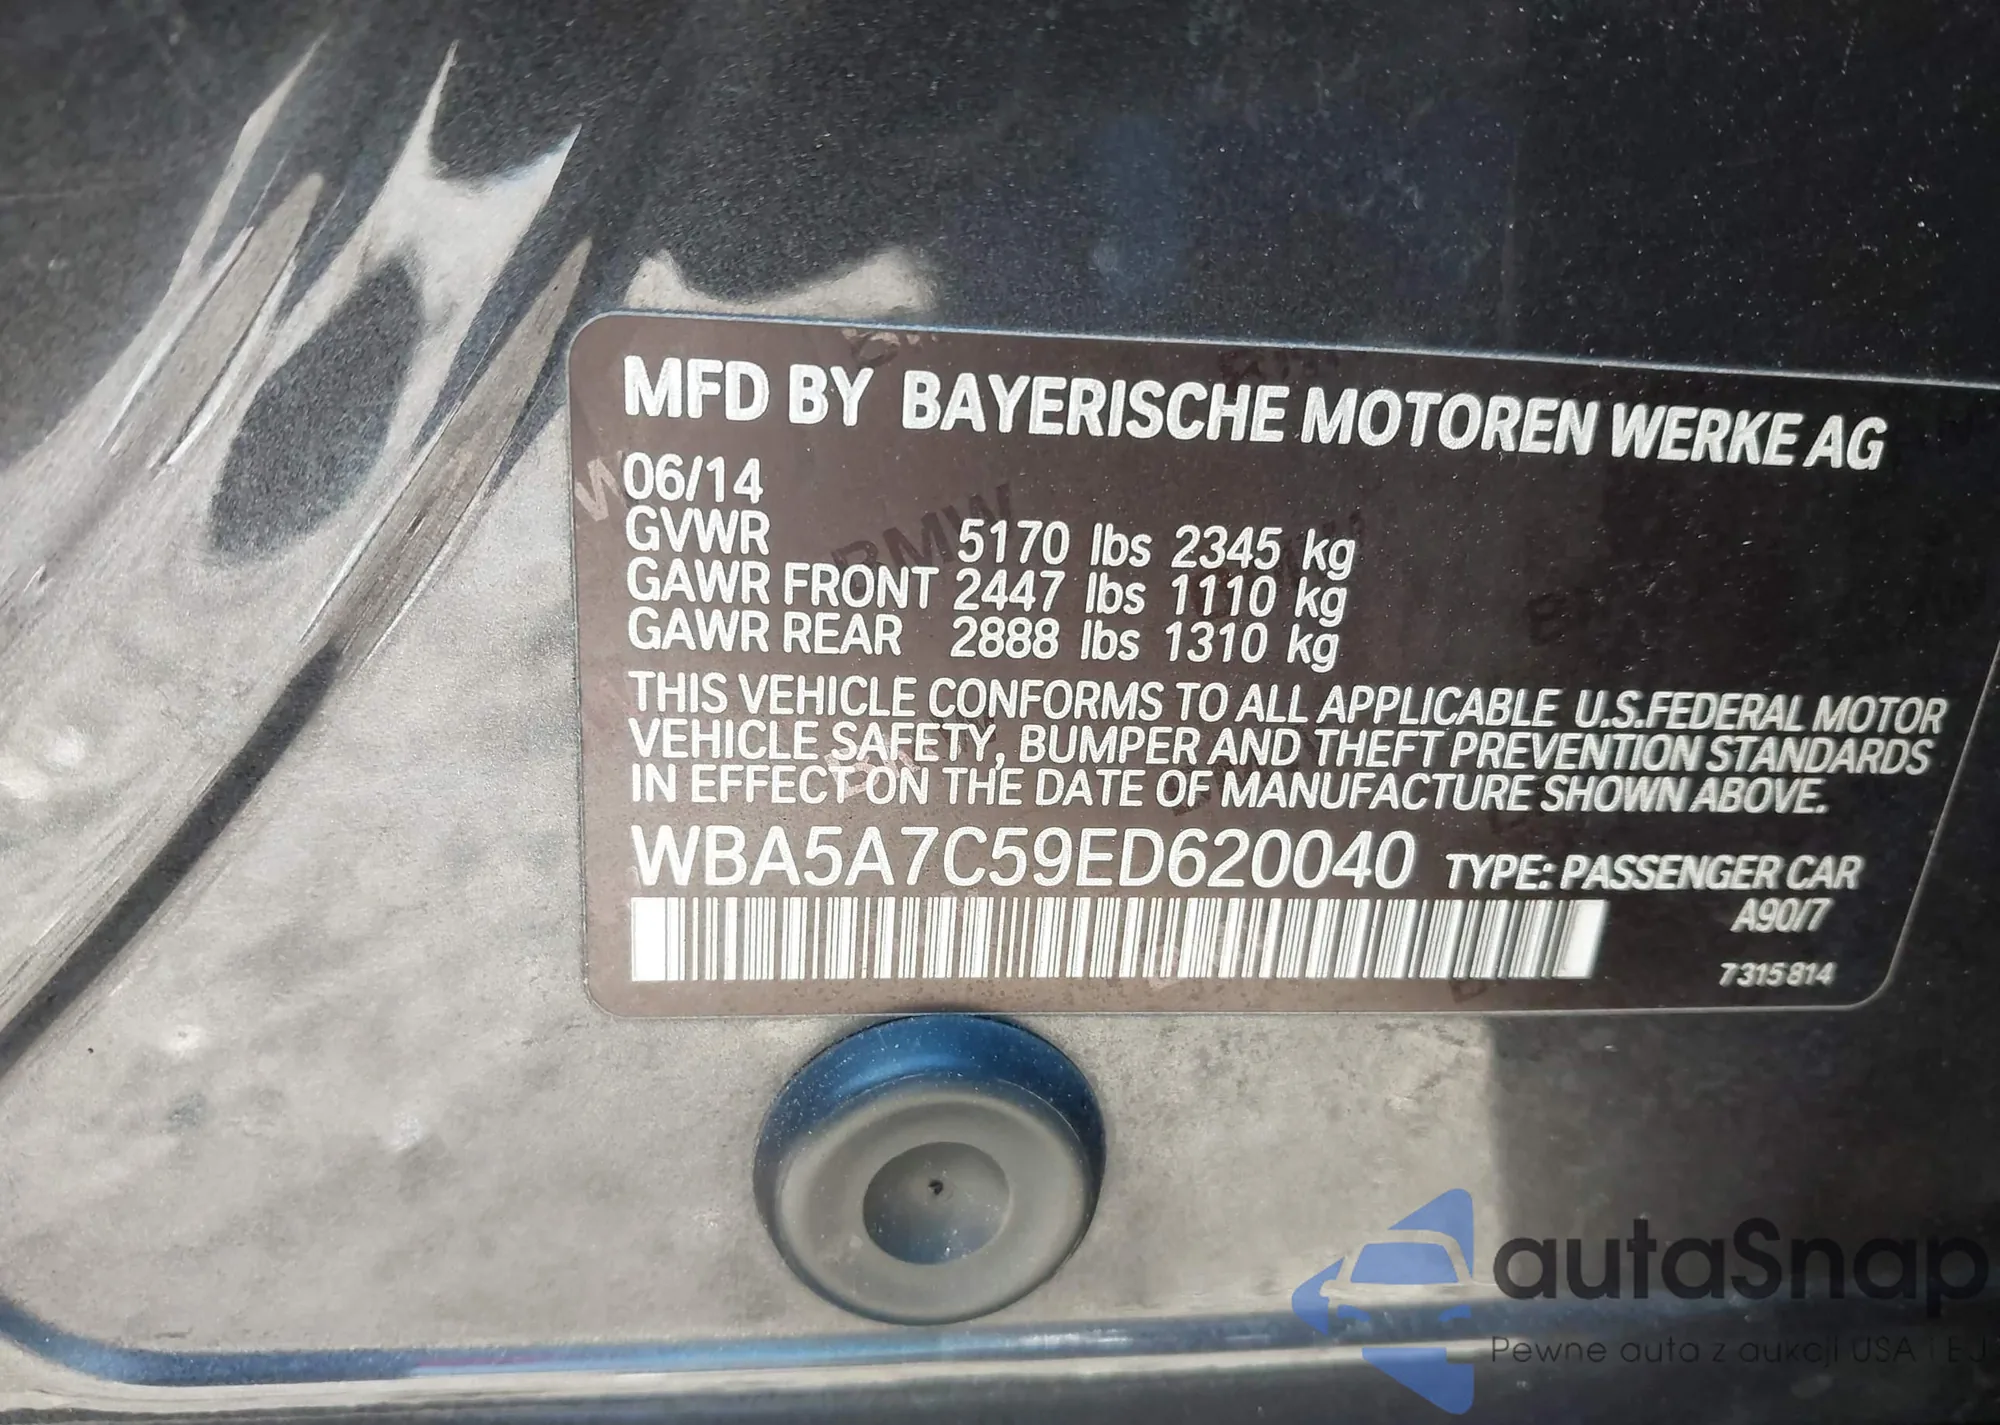 MFD BY BAYERISCHE MOTOREN WERKE AG
06/14
GVWR 5170 lbs 2345 kg
GAWR FRONT 2447 lbs 1110 kg
GAWR REAR 2888 lbs 1310 kg
THIS VEHICLE CONFORMS TO ALL APPLICABLE U.S.FEDERAL MOTOR
VEHICLE SAFETY, BUMPER AND THEFT PREVENTION STANDARDS
IN EFFECT ON THE DATE OF MANUFACTURE SHOWN ABOVE.
WBA5A7C59ED620040 TYPE: PASSENGER CAR
A90/7
7315814
autaSnap
Pewne auta z aukcji USA i EJ